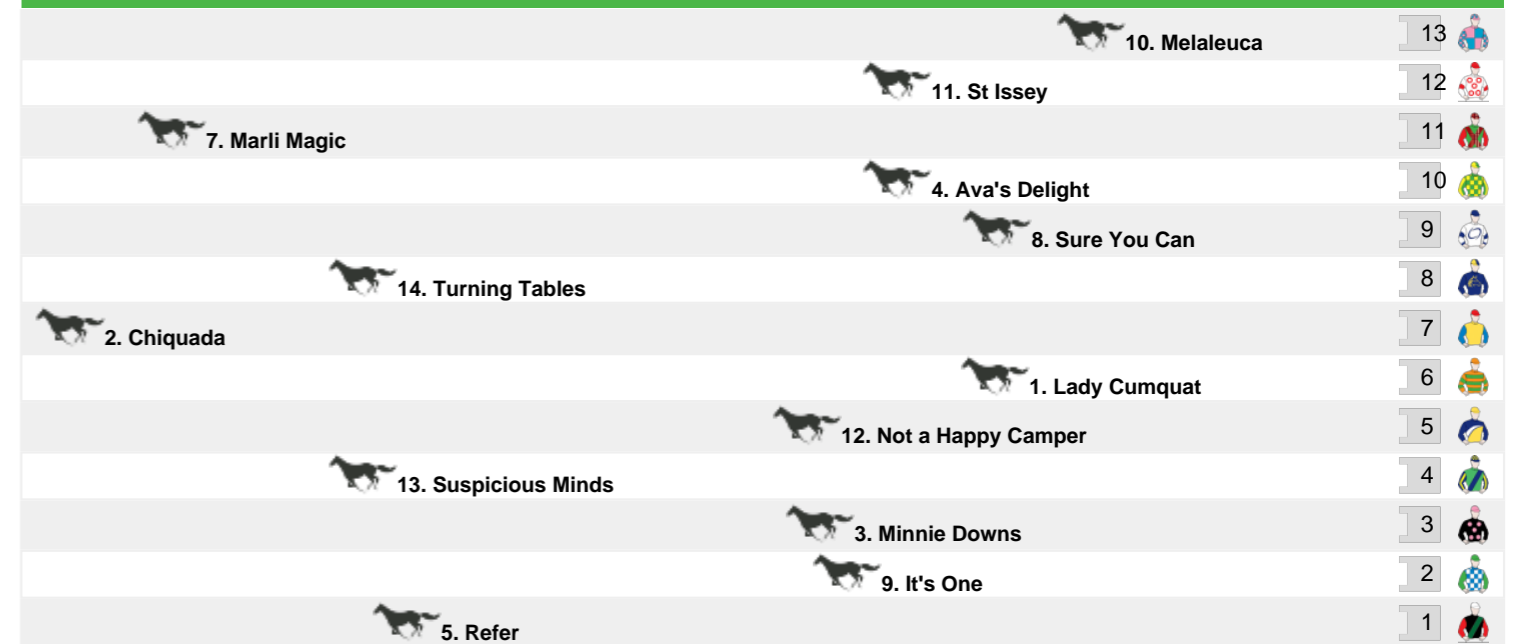 10. Melaleuca 13
11. St Issey 12
7. Marli Magic 11
4. Ava's Delight 10
8. Sure You Can 9
14. Turning Tables 8
2. Chiquada 7
1. Lady Cumquat 6
12. Not a Happy Camper 5
13. Suspicious Minds 4
3. Minnie Downs 3
9. It's One 2
5. Refer 1